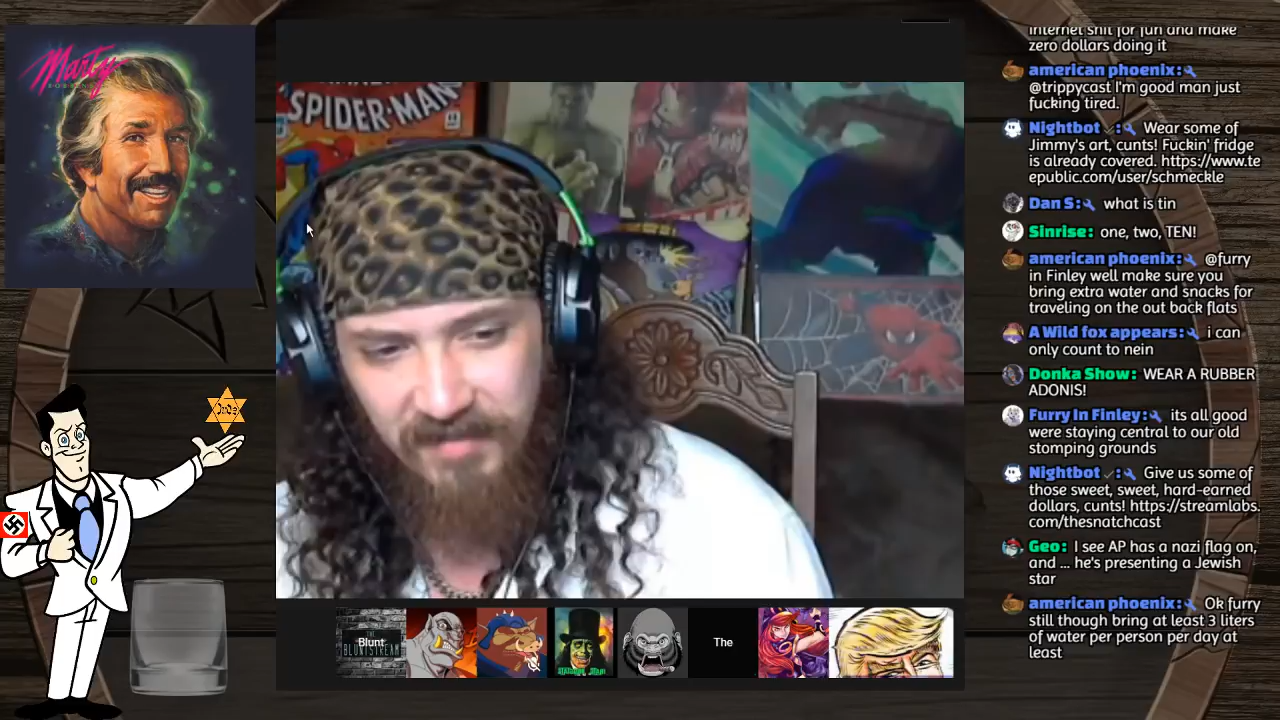 Marty
SPIDER-MAN
Jude
Blunt
THE
BLUNTSTREAM
The
internet shit for fun and make
zero dollars doing it
american phoenix:
@trippycast I'm good man just
fucking tired.
Nightbot : Wear some of
Jimmy's art, cunts! Fuckin' fridge
is already covered. https://www.te
epublic.com/user/schmeckle
Dan S: what is tin
Sinrise: one, two, TEN!
american phoenix: @furry
in Finley well make sure you
bring extra water and snacks for
traveling on the out back flats
A Wild fox appears: i can
only count to nein
Donka Show: WEAR A RUBBER
ADONIS!
Furry In Finley: its all good
were staying central to our old
stomping grounds
Nightbot : Give us some of
those sweet, sweet, hard-earned
dollars, cunts! https://streamlabs.
com/thesnatchcast
Geo: I see AP has a nazi flag on,
and ... he's presenting a Jewish
star
american phoenix: Ok furry
still though bring at least 3 liters
of water per person per day at
least